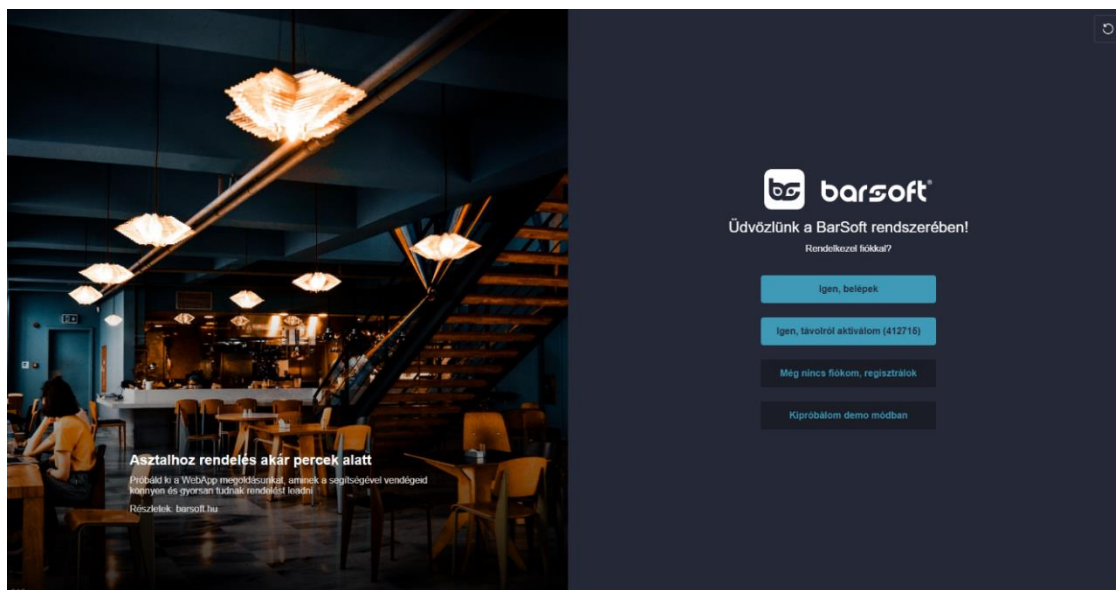 Asztalhoz rendelés akár percek alatt
Próbáld ki a WebApp megoldásunkat, aminek a segítségével vendégeid
könnyen és gyorsan tudnak rendelést leadni
Részletek: barsoft.hu
bs barsoft®
Üdvözlünk a BarSoft rendszerében!
Rendelkezel fiókkal?
Igen, belépek
Igen, távolról aktiválom (412715)
Még nincs fiókom, regisztrálok
Kipróbálom demo módban